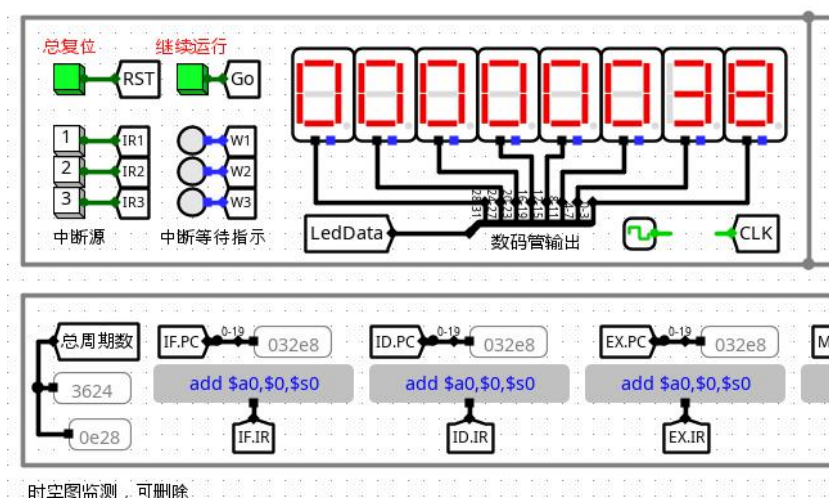 总复位 继续运行
RST Go
1 IR1 W1
2 IR2 W2
3 IR3 W3
中断源 中断等待指示
00000038
LedData
数码管输出
CLK
总周期数
3624
0e28
IF.PC 0-19 032e8
add $a0,$0,$s0
IF.IR
ID.PC 0-19 032e8
add $a0,$0,$s0
ID.IR
EX.PC 0-19 032e8
add $a0,$0,$s0
EX.IR
M
时空图监测，可删除